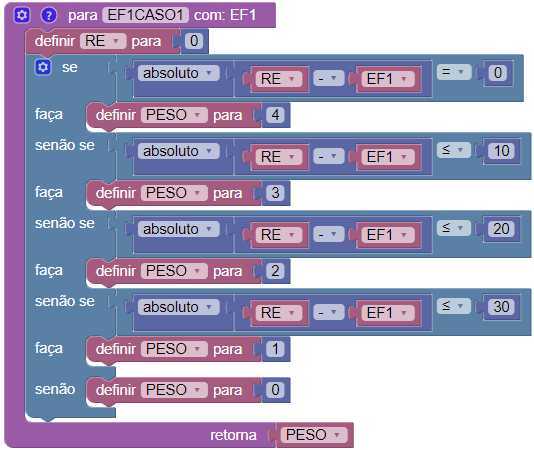 para EF1CASO1 com: EF1
definir RE para 0
se absoluto RE - EF1 = 0
faça definir PESO para 4
senão se absoluto RE - EF1 ≤ 10
faça definir PESO para 3
senão se absoluto RE - EF1 ≤ 20
faça definir PESO para 2
senão se absoluto RE - EF1 ≤ 30
faça definir PESO para 1
senão definir PESO para 0
retorna PESO